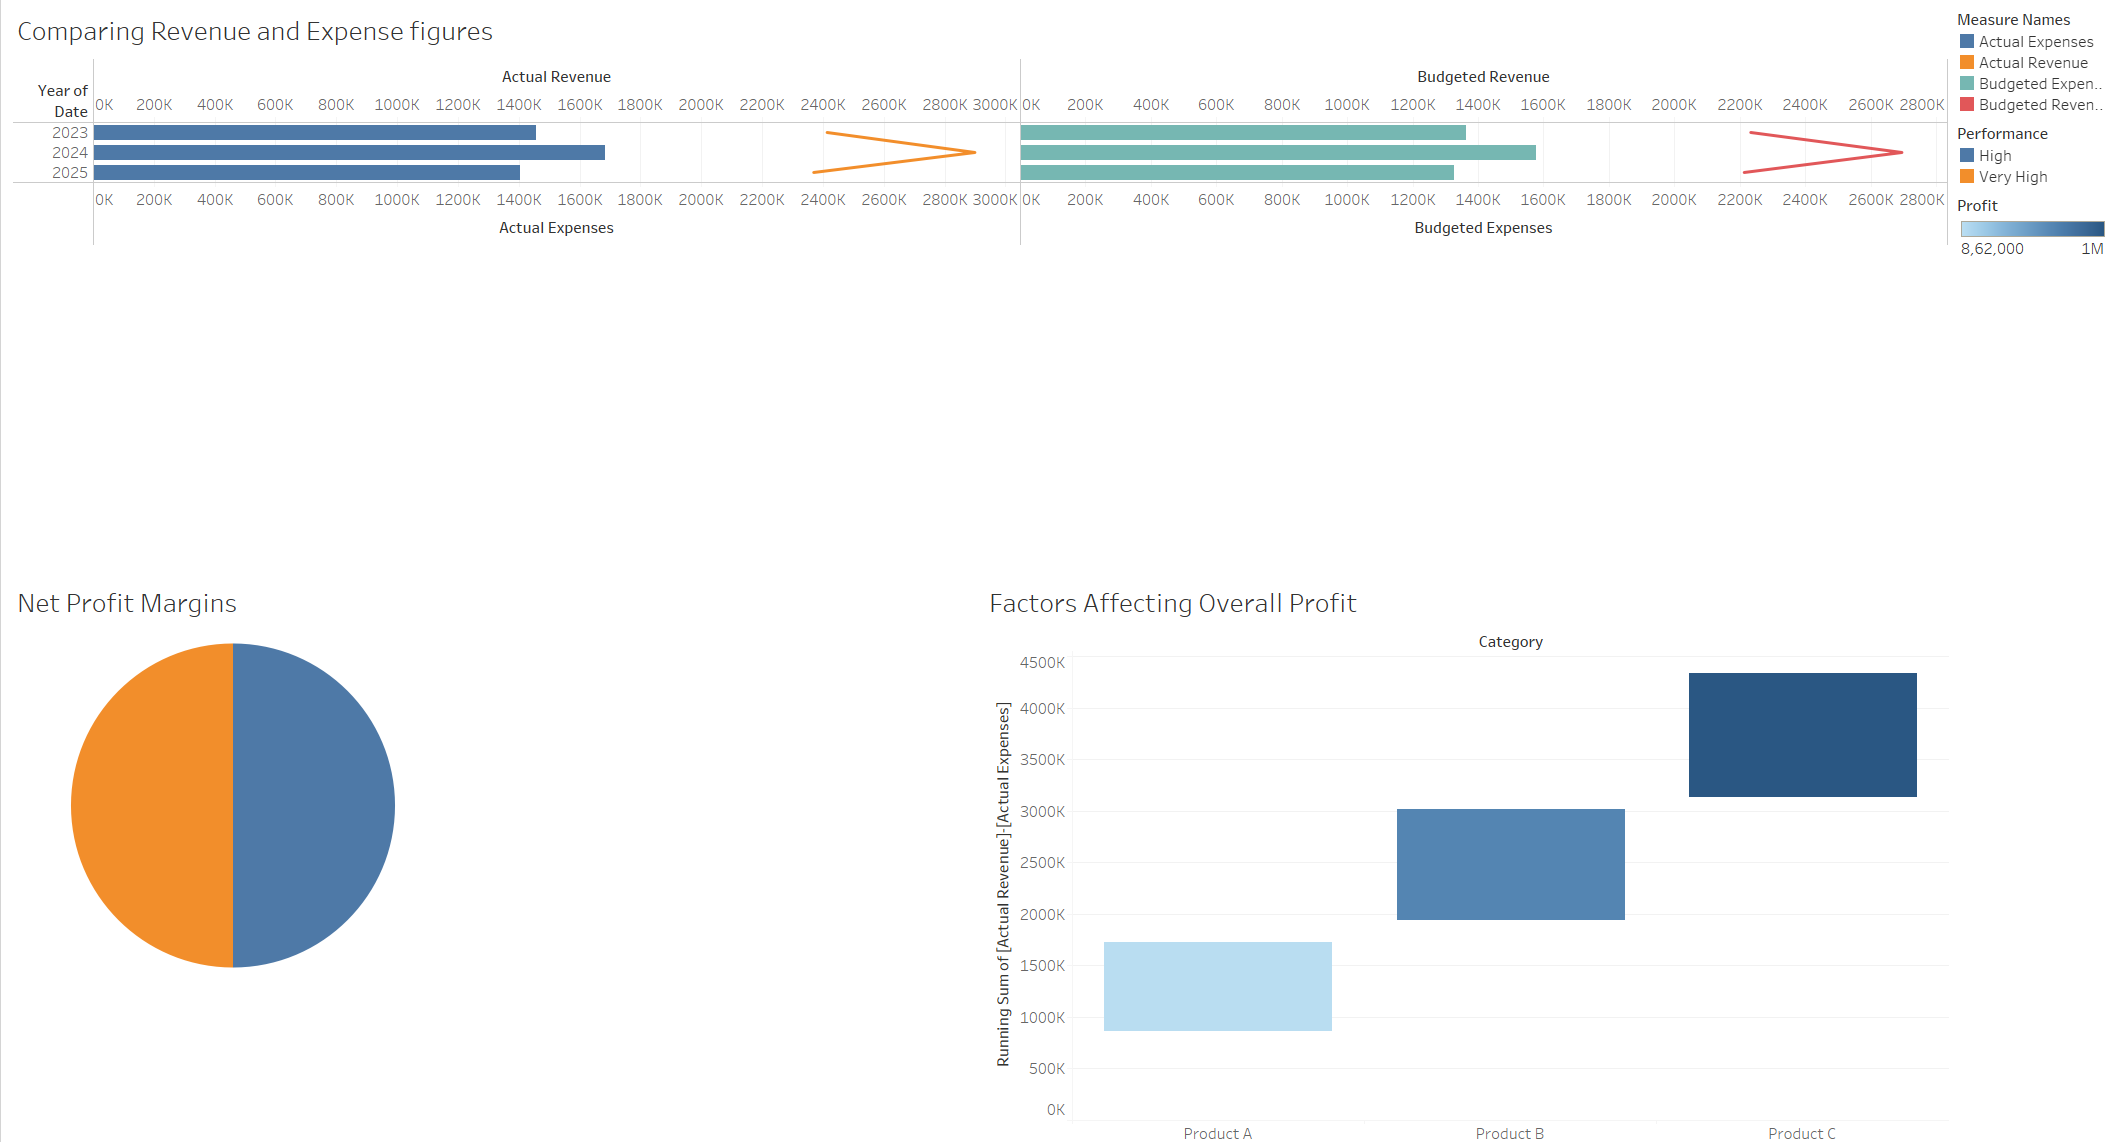 Comparing Revenue and Expense figures
Year of
Date
Actual Revenue
Budgeted Revenue
0K 200K 400K 600K 800K 1000K 1200K 1400K 1600K 1800K 2000K 2200K 2400K 2600K 2800K 3000K
0K 200K 400K 600K 800K 1000K 1200K 1400K 1600K 1800K 2000K 2200K 2400K 2600K 2800K
2023
2024
2025
0K 200K 400K 600K 800K 1000K 1200K 1400K 1600K 1800K 2000K 2200K 2400K 2600K 2800K 3000K
0K 200K 400K 600K 800K 1000K 1200K 1400K 1600K 1800K 2000K 2200K 2400K 2600K 2800K
Actual Expenses
Budgeted Expenses
Measure Names
Actual Expenses
Actual Revenue
Budgeted Expen..
Budgeted Reven..
Performance
High
Very High
Profit
8,62,000 1M
Net Profit Margins
Factors Affecting Overall Profit
Category
Running Sum of [Actual Revenue]-[Actual Expenses]
4500K
4000K
3500K
3000K
2500K
2000K
1500K
1000K
500K
0K
Product A Product B Product C